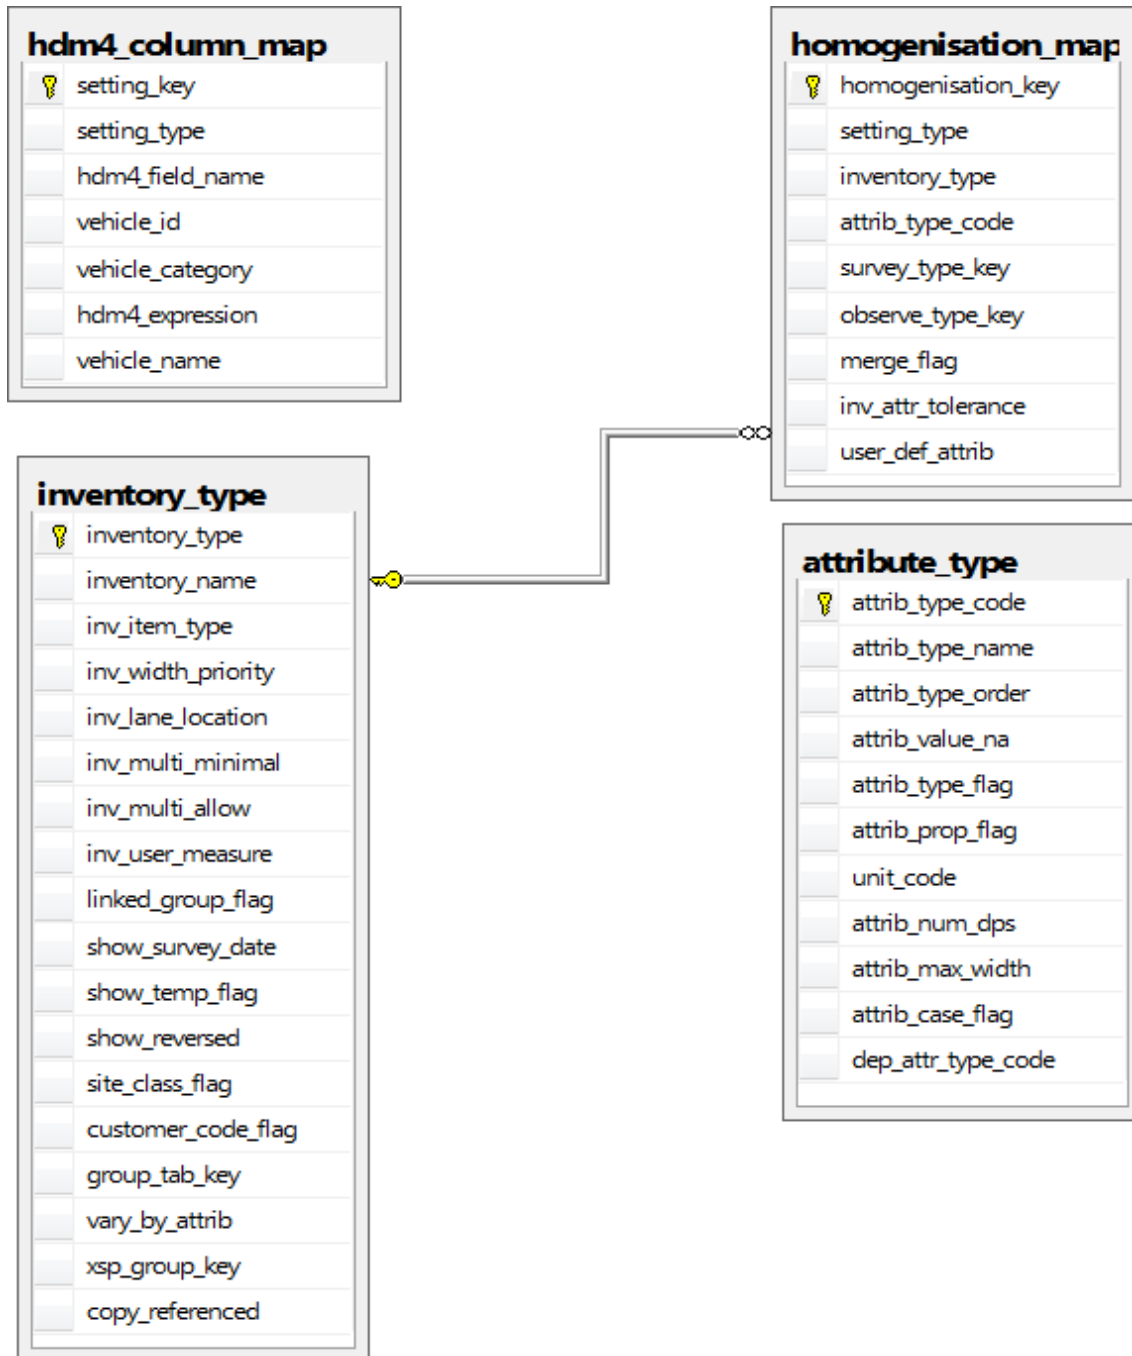 hdm4_column_map
setting_key
setting_type
hdm4_field_name
vehicle_id
vehicle_category
hdm4_expression
vehicle_name
homogenisation_map
homogenisation_key
setting_type
inventory_type
attrib_type_code
survey_type_key
observe_type_key
merge_flag
inv_attr_tolerance
user_def_attrib
inventory_type
inventory_type
inventory_name
inv_item_type
inv_width_priority
inv_lane_location
inv_multi_minimal
inv_multi_allow
inv_user_measure
linked_group_flag
show_survey_date
show_temp_flag
show_reversed
site_class_flag
customer_code_flag
group_tab_key
vary_by_attrib
xsp_group_key
copy_referenced
attribute_type
attrib_type_code
attrib_type_name
attrib_type_order
attrib_value_na
attrib_type_flag
attrib_prop_flag
unit_code
attrib_num_dps
attrib_max_width
attrib_case_flag
dep_attr_type_code